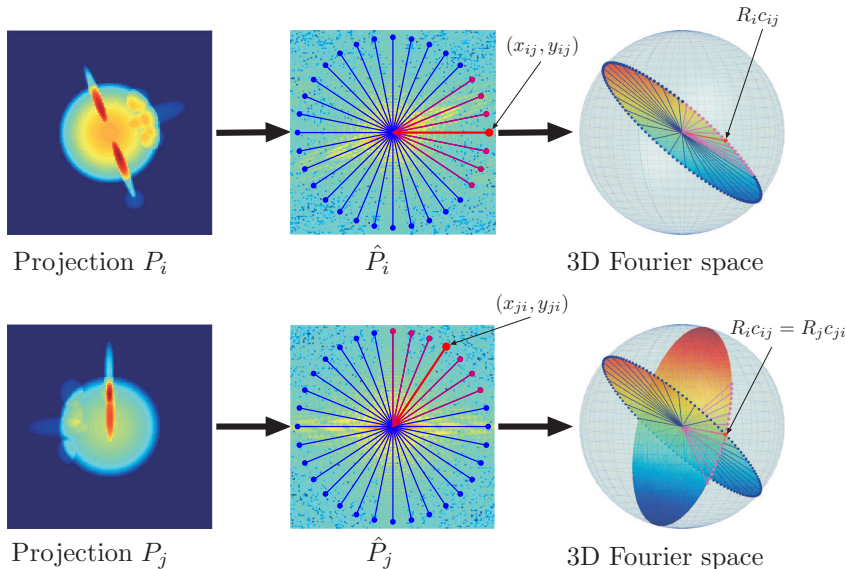 R_i c_{ij}
(x_{ij}, y_{ij})
Projection P_i
\hat{P}_i
3D Fourier space
(x_{ji}, y_{ji})
R_i c_{ij} = R_j c_{ji}
Projection P_j
\hat{P}_j
3D Fourier space